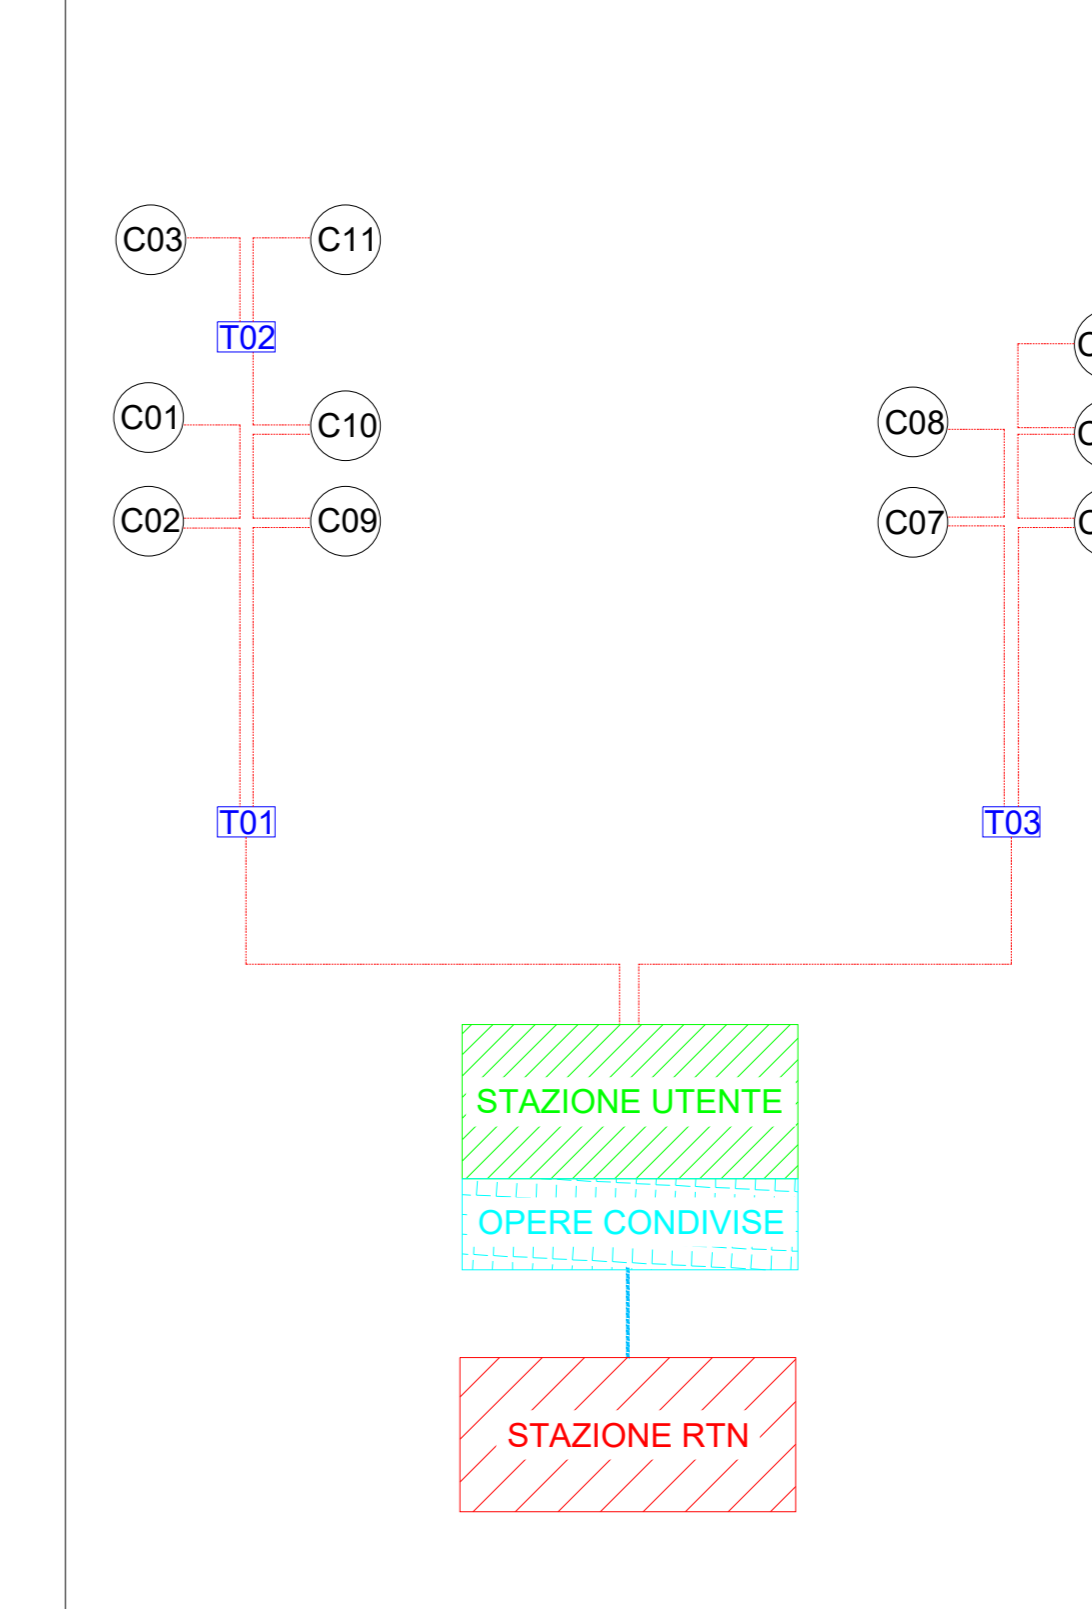 C03
C11
T02
C01
C10
C08
C02
C09
C07
T01
T03
STAZIONE UTENTE
OPERE CONDIVISE
STAZIONE RTN